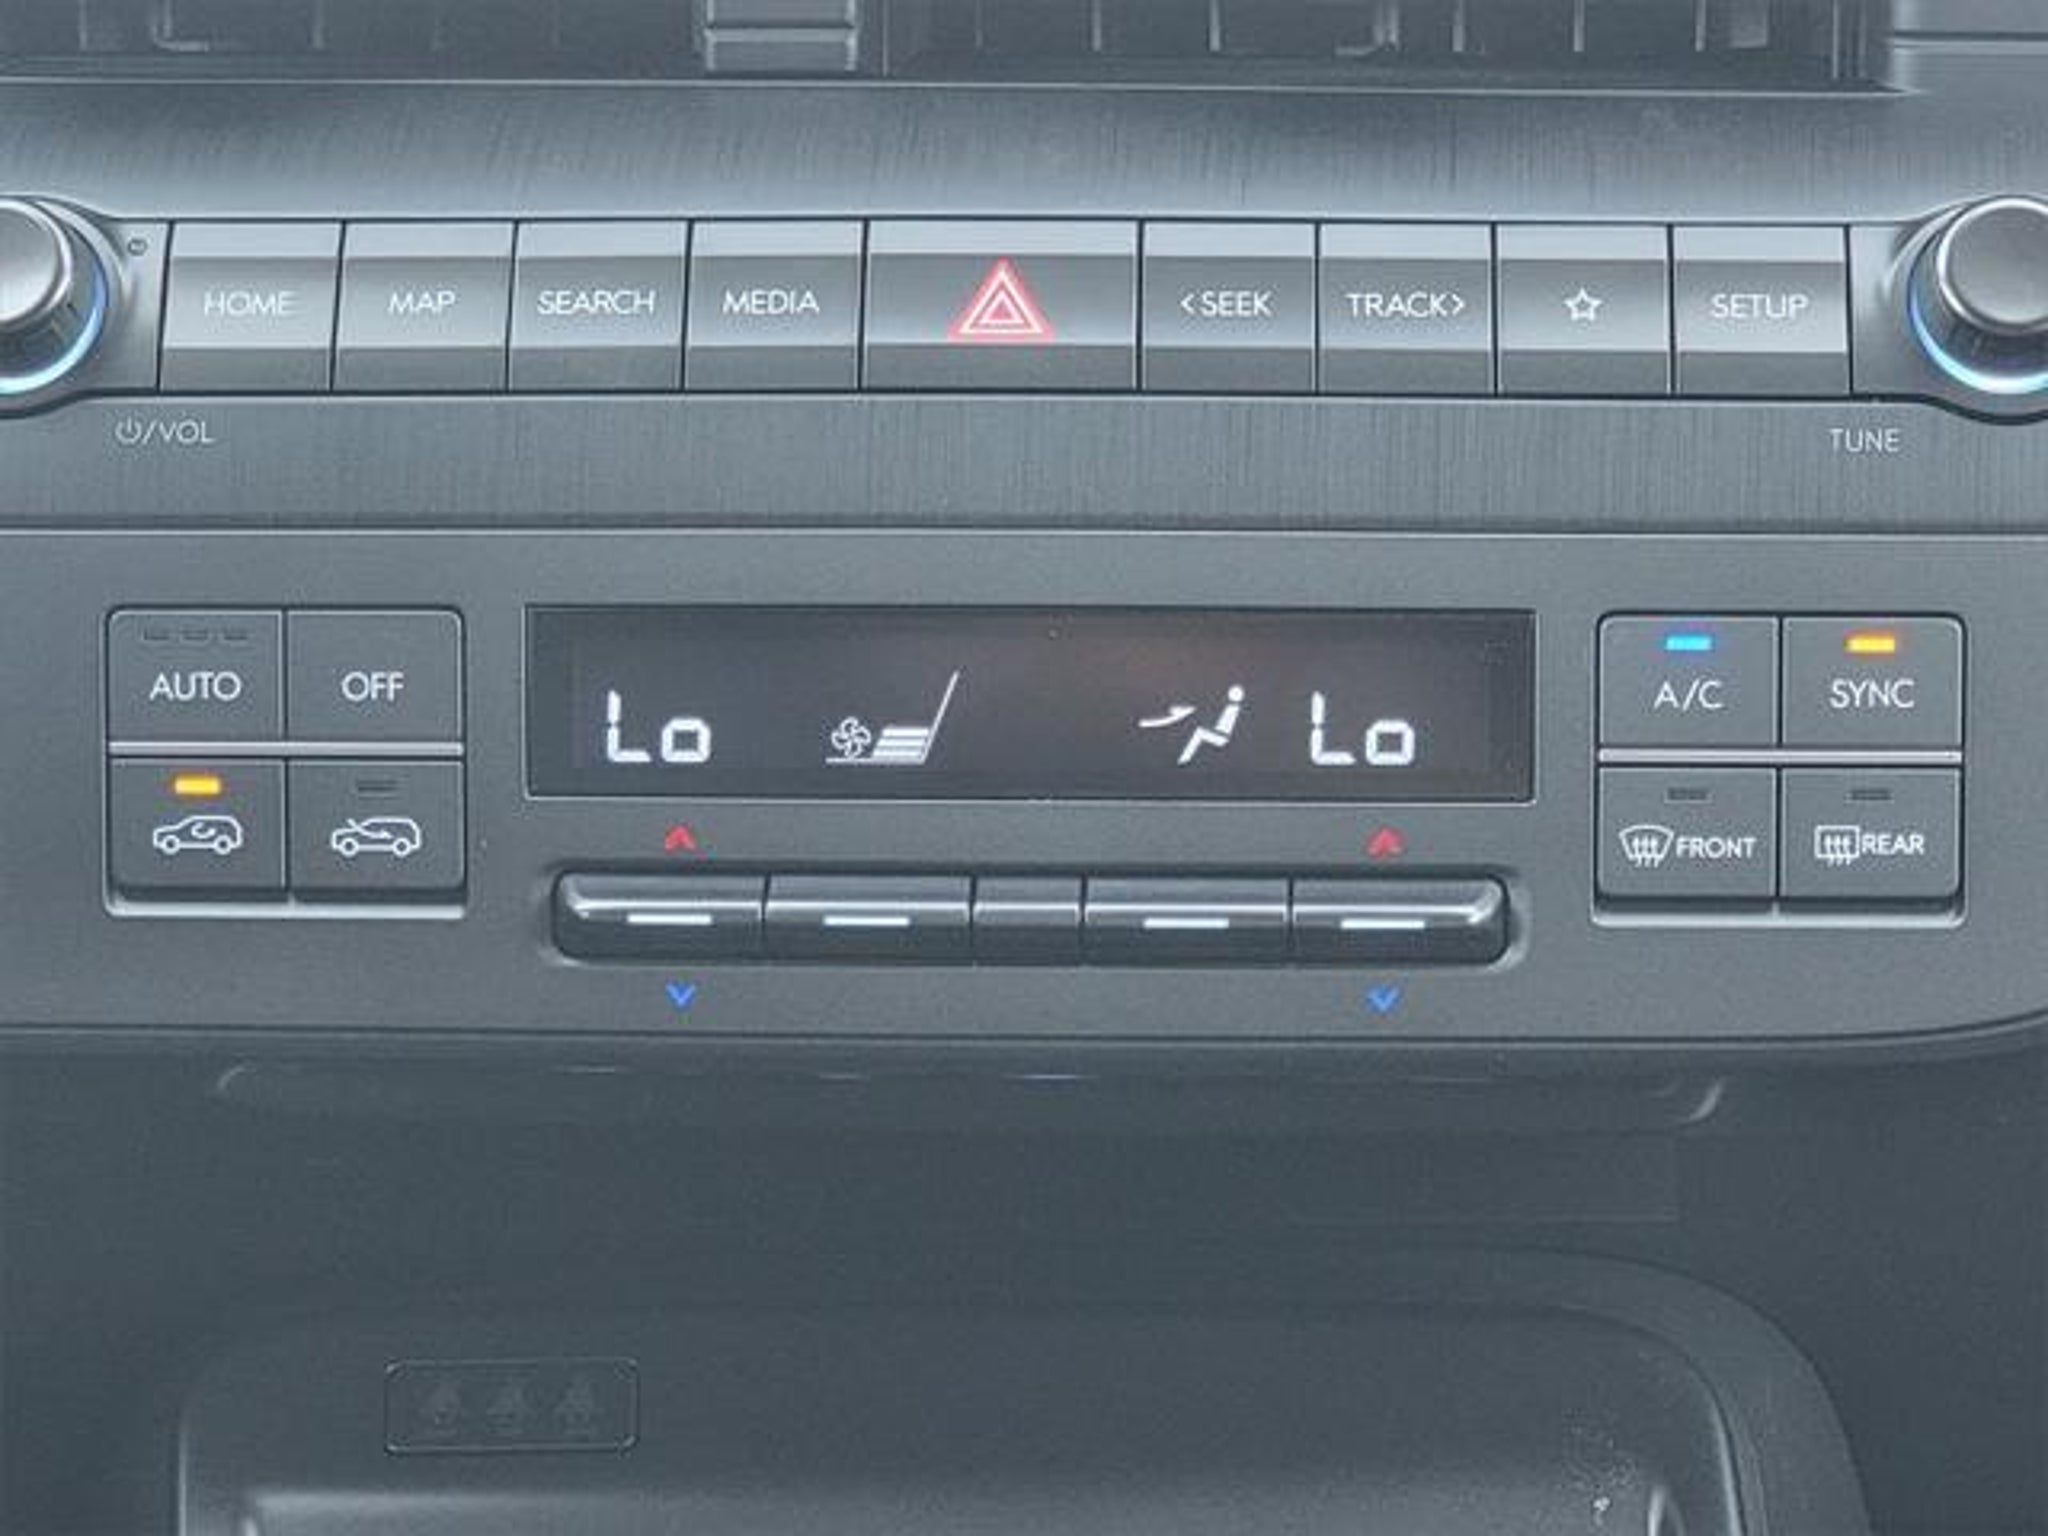 HOME MAP SEARCH MEDIA <SEEK TRACK> SETUP
/VOL TUNE
AUTO OFF Lo Lo A/C SYNC
FRONT REAR